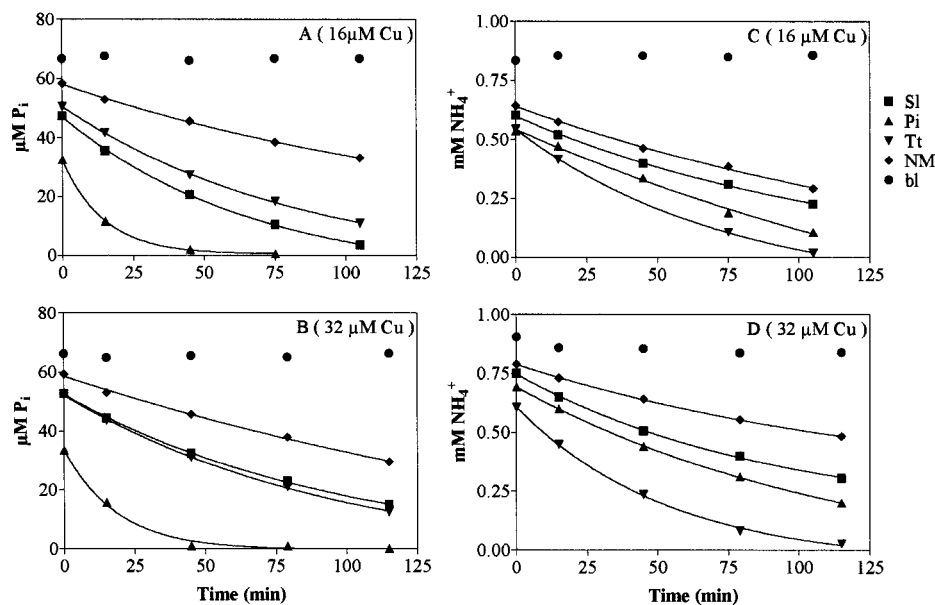 A ( 16µM Cu )
80
60
40
20
0
µM Pi
0 25 50 75 100 125
C ( 16 µM Cu )
1.00
0.75
0.50
0.25
0.00
mM NH4+
0 25 50 75 100 125
Sl
Pi
Tt
NM
bl
B ( 32 µM Cu )
80
60
40
20
0
µM Pi
0 25 50 75 100 125
Time (min)
D ( 32 µM Cu )
1.00
0.75
0.50
0.25
0.00
mM NH4+
0 25 50 75 100 125
Time (min)